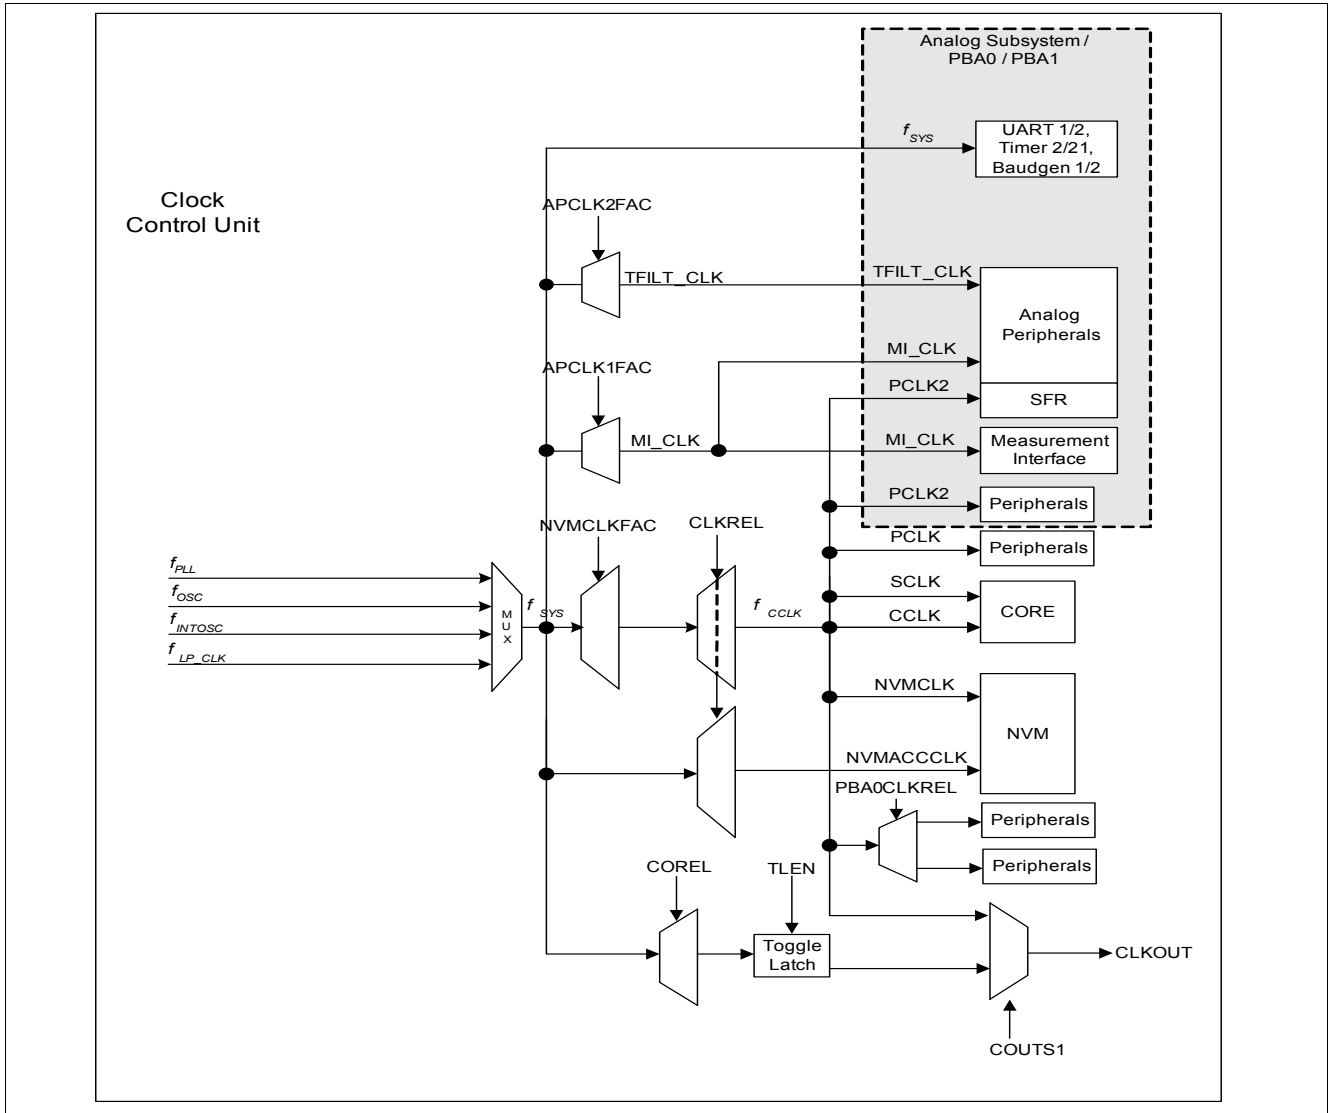 Analog Subsystem /
PBA0 / PBA1
fSYS
UART 1/2,
Timer 2/21,
Baudgen 1/2
Clock
Control Unit
APCLK2FAC
TFILT_CLK
TFILT_CLK
Analog
Peripherals
MI_CLK
APCLK1FAC
PCLK2
SFR
MI_CLK
MI_CLK
Measurement
Interface
PCLK2
Peripherals
NVMCLKFAC
CLKREL
PCLK
Peripherals
fPLL
fOSC
fINTOSC
fLP_CLK
MUX
fSYS
fCCLK
SCLK
CCLK
CORE
NVMCLK
NVM
NVMACCCLK
PBA0CLKREL
Peripherals
Peripherals
COREL
TLEN
Toggle
Latch
CLKOUT
COUTS1